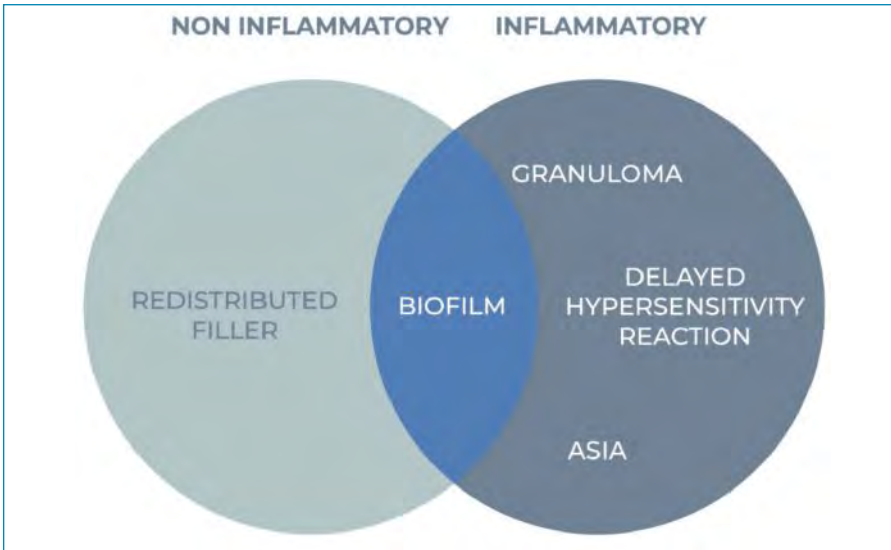 NON INFLAMMATORY
INFLAMMATORY
REDISTRIBUTED
FILLER
BIOFILM
GRANULOMA
DELAYED
HYPERSENSITIVITY
REACTION
ASIA